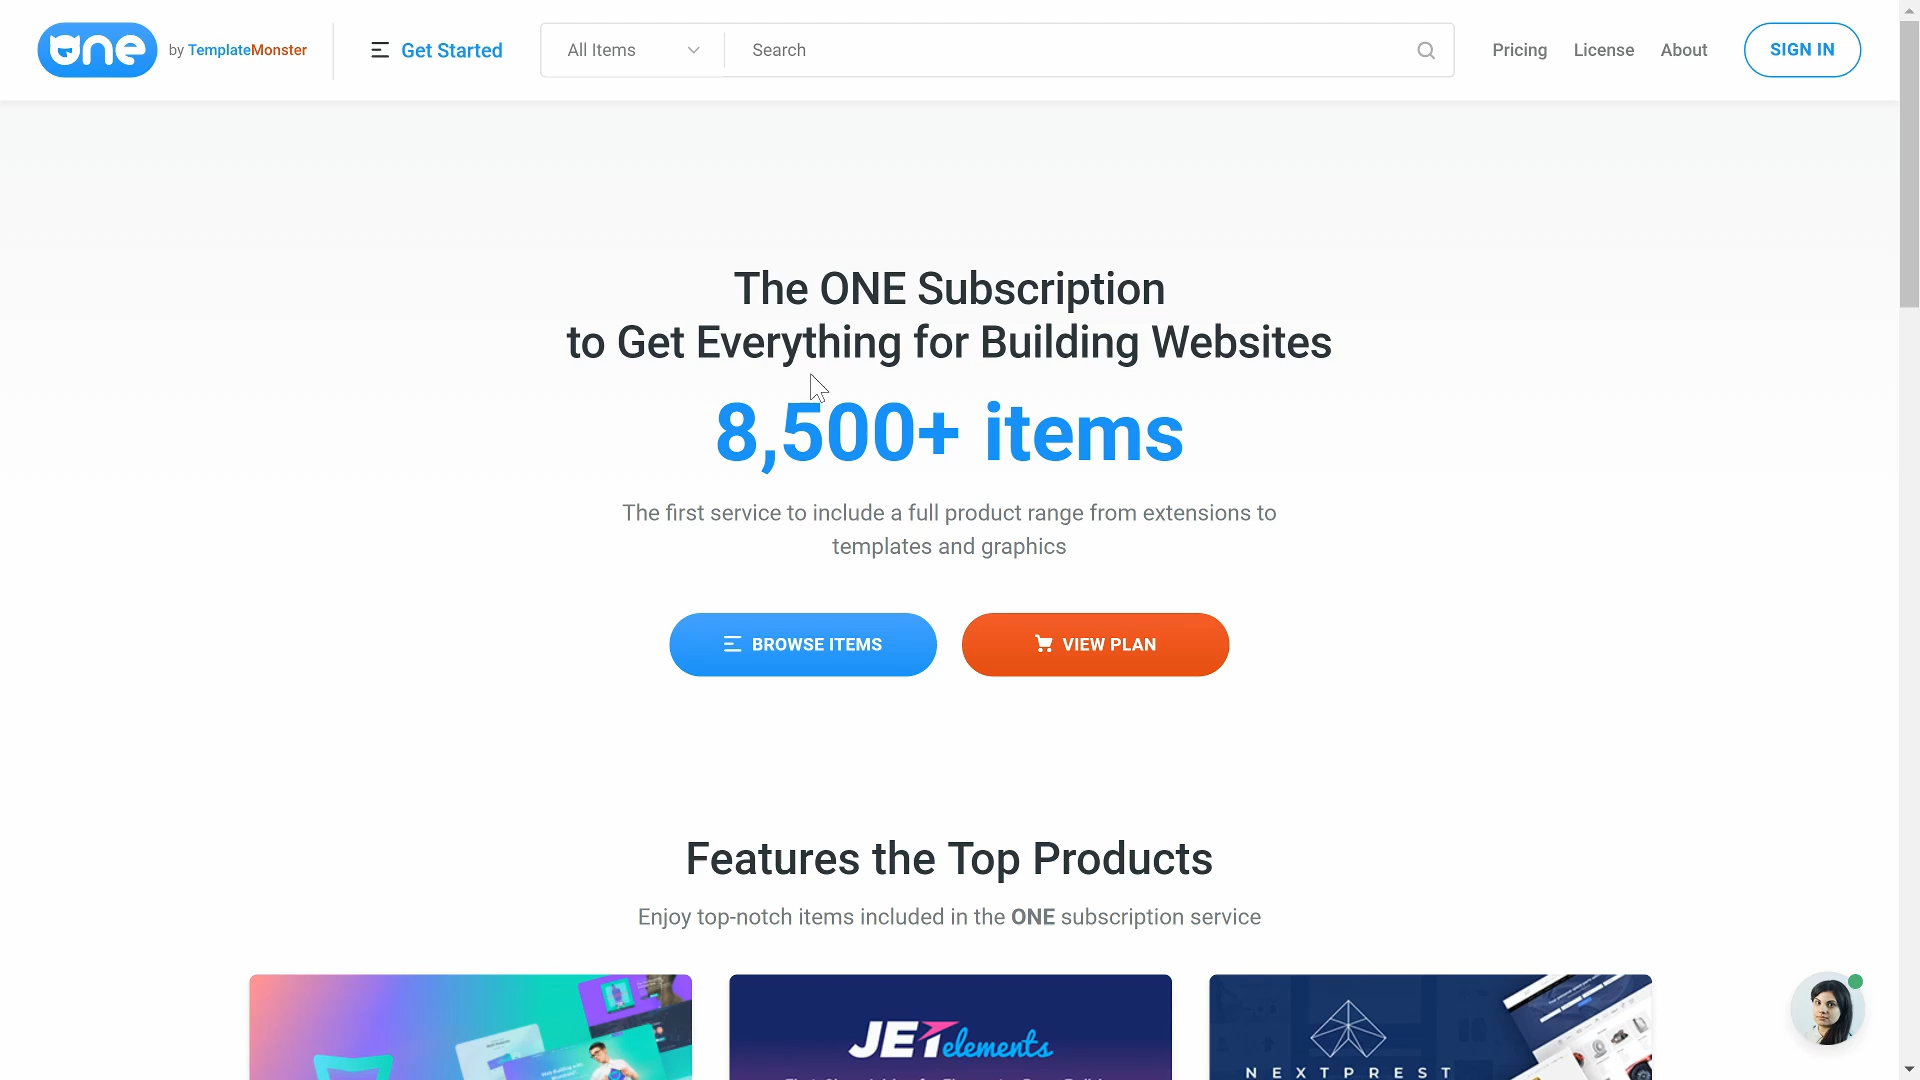 one by TemplateMonster
Get Started
All Items
Search
Pricing
License
About
SIGN IN
The ONE Subscription
to Get Everything for Building Websites
8,500+ items
The first service to include a full product range from extensions to
templates and graphics
BROWSE ITEMS
VIEW PLAN
Features the Top Products
Enjoy top-notch items included in the ONE subscription service
JETelements
NEXTPREST